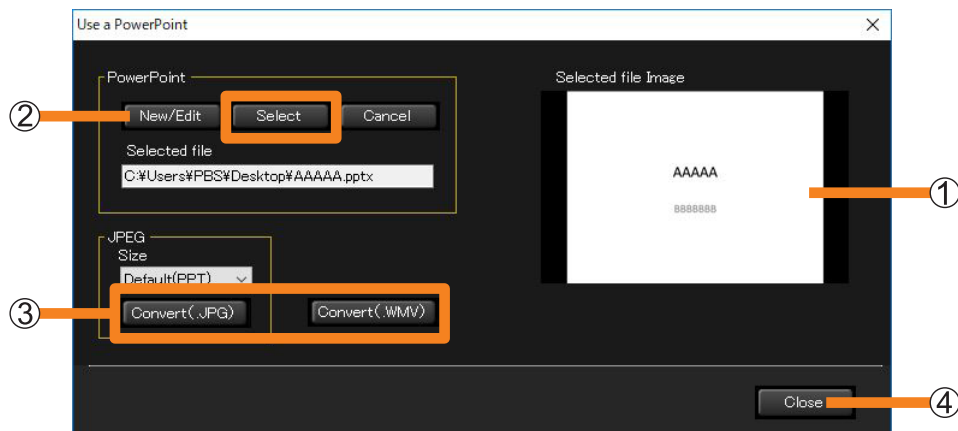 Use a PowerPoint
PowerPoint
② New/Edit Select Cancel
Selected file
C:¥Users¥PBS¥Desktop¥AAAAA.pptx
Selected file Image
AAAAA
BBBBBBB
①
JPEG
Size
Default(PPT)
③ Convert(.JPG) Convert(.WMV)
Close ④